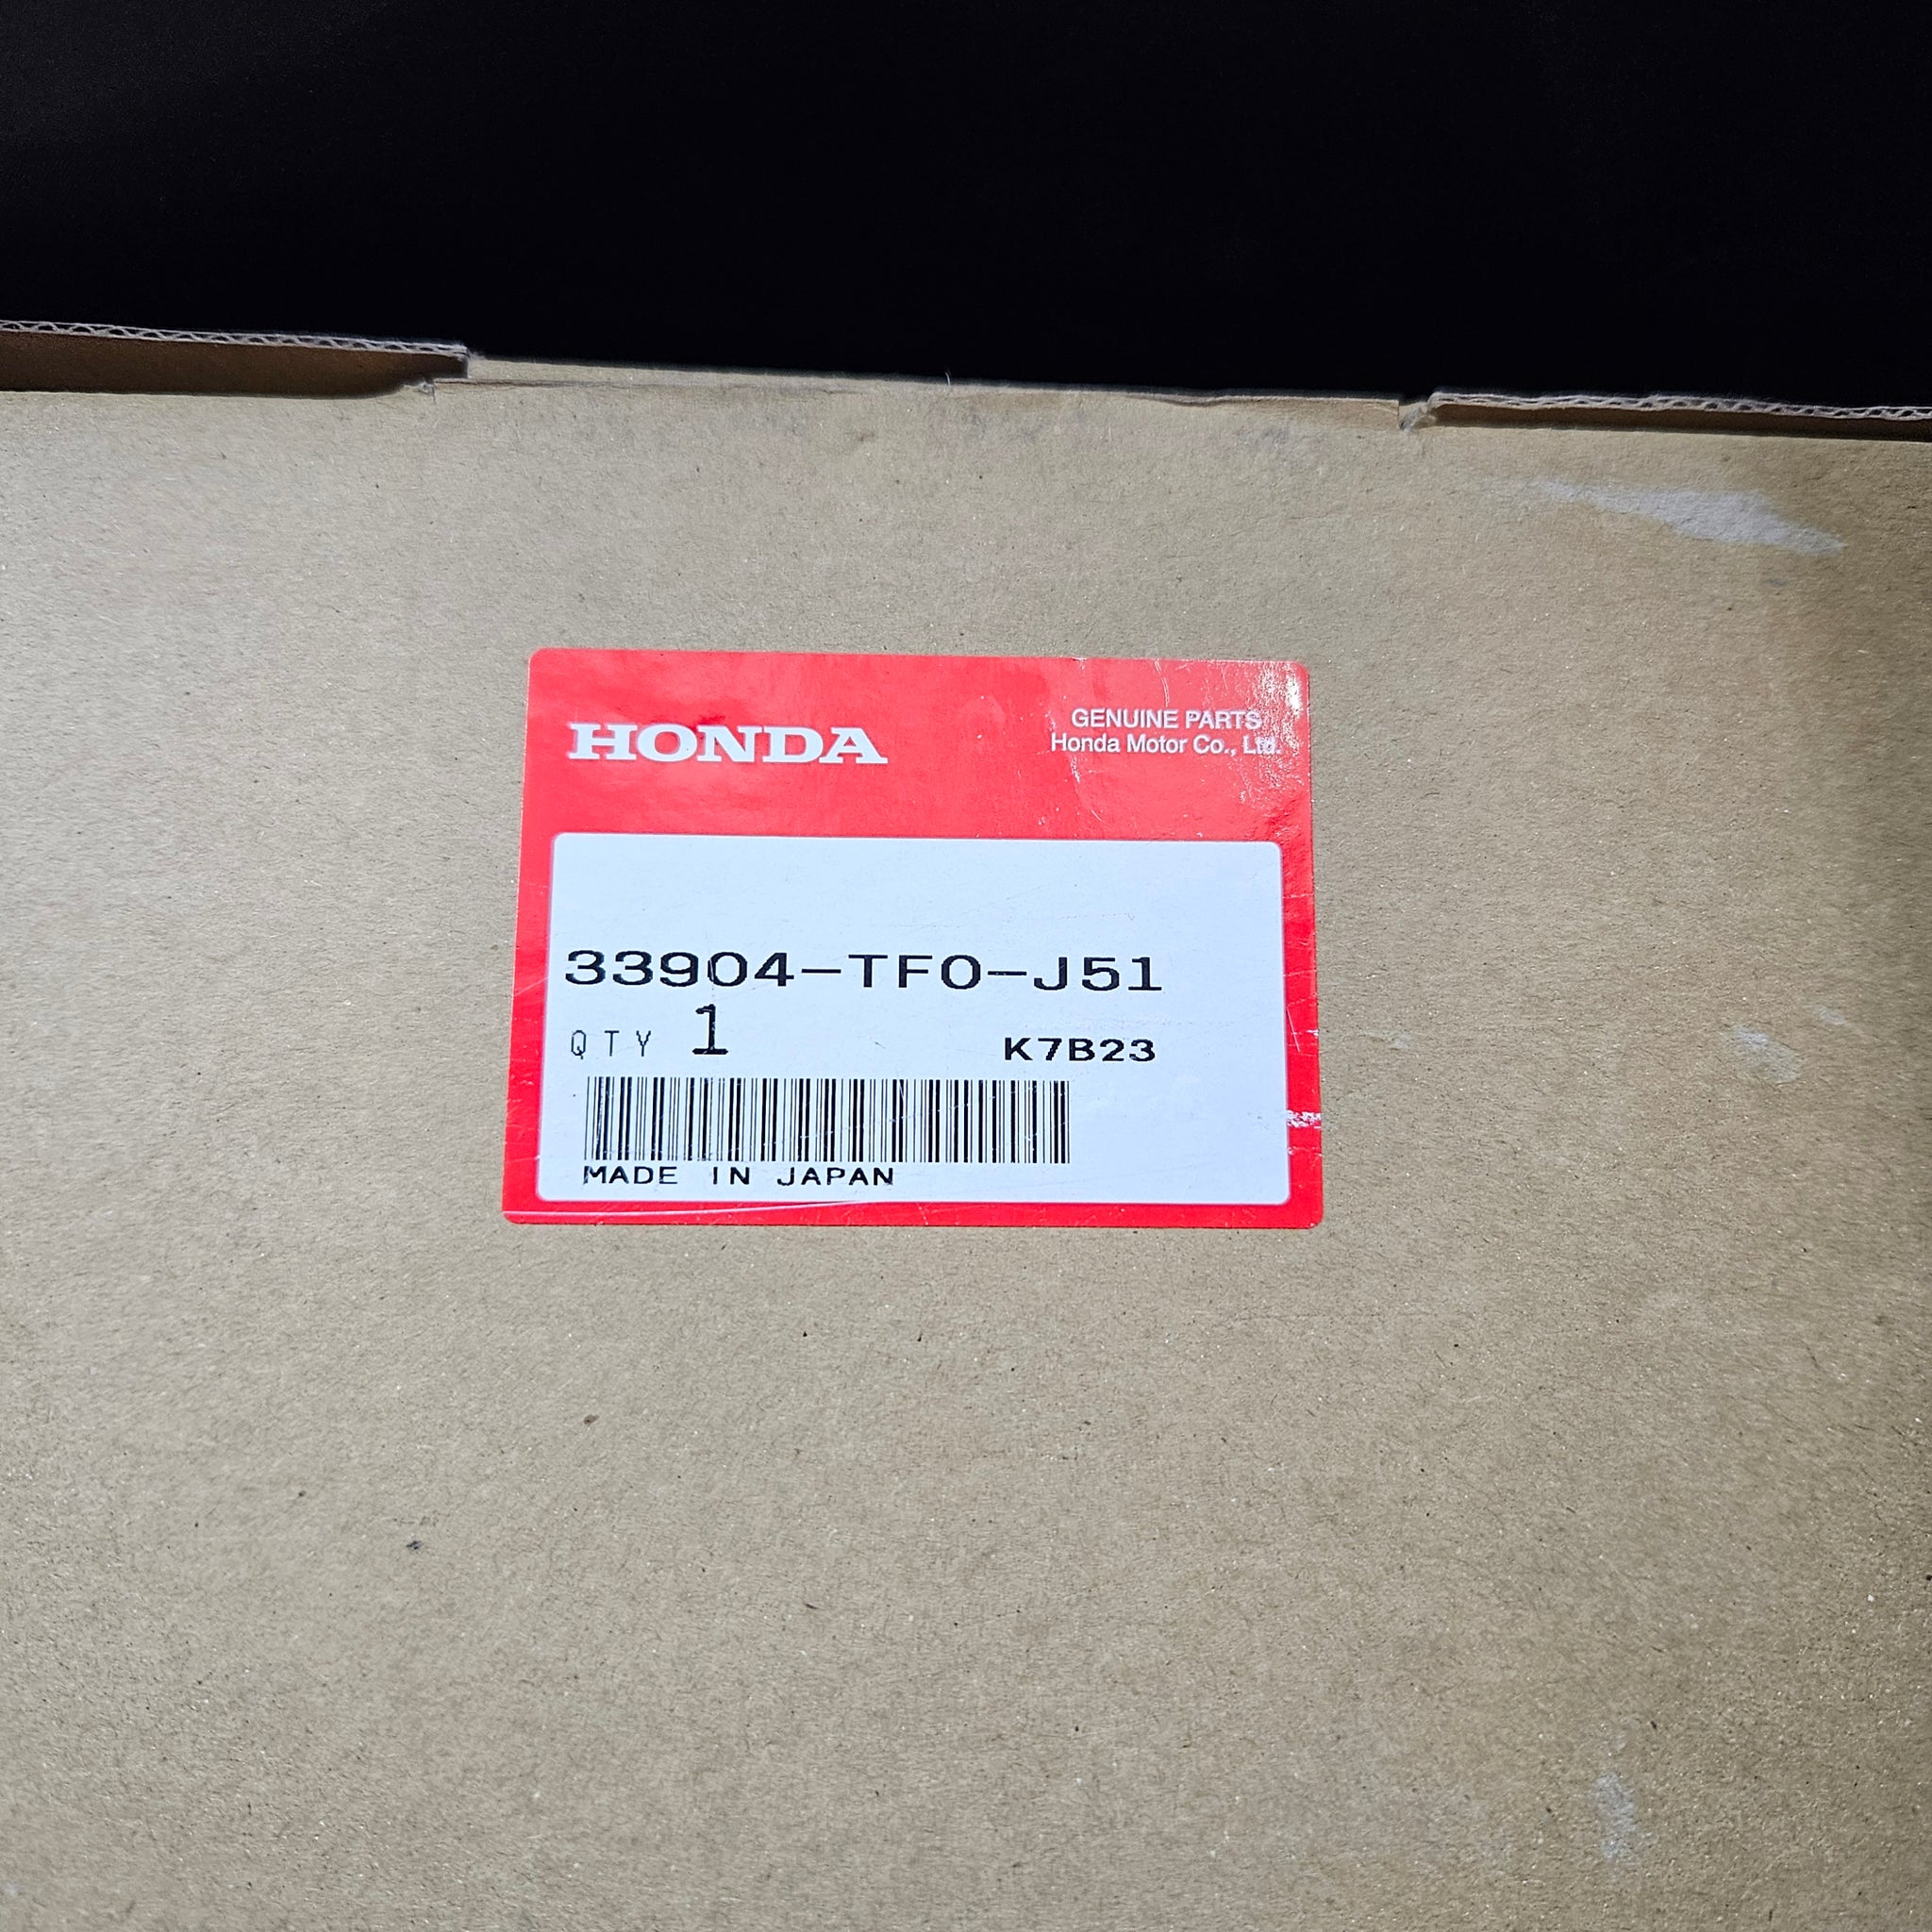 HONDA
GENUINE PARTS
Honda Motor Co., Ltd.
33904-TF0-J51
QTY 1 K7B23
MADE IN JAPAN